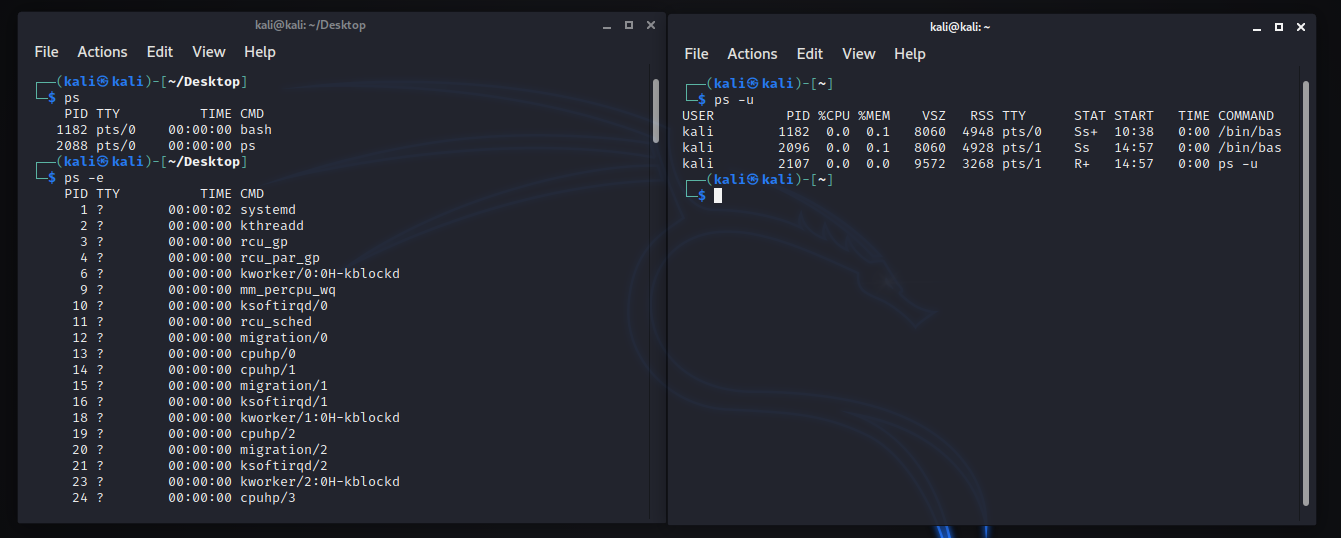 kali@kali: ~/Desktop
File Actions Edit View Help
┌──(kali㉿kali)-[~/Desktop]
└─$ ps
    PID TTY          TIME CMD
   1182 pts/0    00:00:00 bash
   2088 pts/0    00:00:00 ps
┌──(kali㉿kali)-[~/Desktop]
└─$ ps -e
    PID TTY          TIME CMD
      1 ?        00:00:02 systemd
      2 ?        00:00:00 kthreadd
      3 ?        00:00:00 rcu_gp
      4 ?        00:00:00 rcu_par_gp
      6 ?        00:00:00 kworker/0:0H-kblockd
      9 ?        00:00:00 mm_percpu_wq
     10 ?        00:00:00 ksoftirqd/0
     11 ?        00:00:00 rcu_sched
     12 ?        00:00:00 migration/0
     13 ?        00:00:00 cpuhp/0
     14 ?        00:00:00 cpuhp/1
     15 ?        00:00:00 migration/1
     16 ?        00:00:00 ksoftirqd/1
     18 ?        00:00:00 kworker/1:0H-kblockd
     19 ?        00:00:00 cpuhp/2
     20 ?        00:00:00 migration/2
     21 ?        00:00:00 ksoftirqd/2
     23 ?        00:00:00 kworker/2:0H-kblockd
     24 ?        00:00:00 cpuhp/3
kali@kali: ~
File Actions Edit View Help
┌──(kali㉿kali)-[~]
└─$ ps -u
USER         PID %CPU %MEM    VSZ   RSS TTY      STAT START   TIME COMMAND
kali        1182  0.0  0.1   8060  4948 pts/0    Ss+  10:38   0:00 /bin/bas
kali        2096  0.0  0.1   8060  4928 pts/1    Ss   14:57   0:00 /bin/bas
kali        2107  0.0  0.0   9572  3268 pts/1    R+   14:57   0:00 ps -u
┌──(kali㉿kali)-[~]
└─$